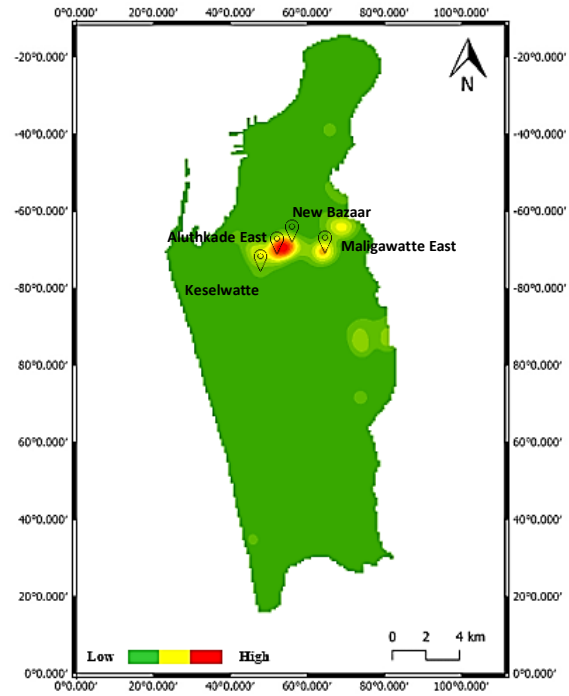 0°0.000′ 20°0.000′ 40°0.000′ 60°0.000′ 80°0.000′ 100°0.000′
-20°0.000′ -20°0.000′
N
-40°0.000′ -40°0.000′
-60°0.000′ -60°0.000′
New Bazaar
Aluthkade East
Maligawatte East
-80°0.000′ -80°0.000′
Keselwatte
80°0.000′ 80°0.000′
60°0.000′ 60°0.000′
40°0.000′ 40°0.000′
20°0.000′ 20°0.000′
0 2 4 km
Low High
0°0.000′ 0°0.000′
0°0.000′ 20°0.000′ 40°0.000′ 60°0.000′ 80°0.000′ 100°0.000′